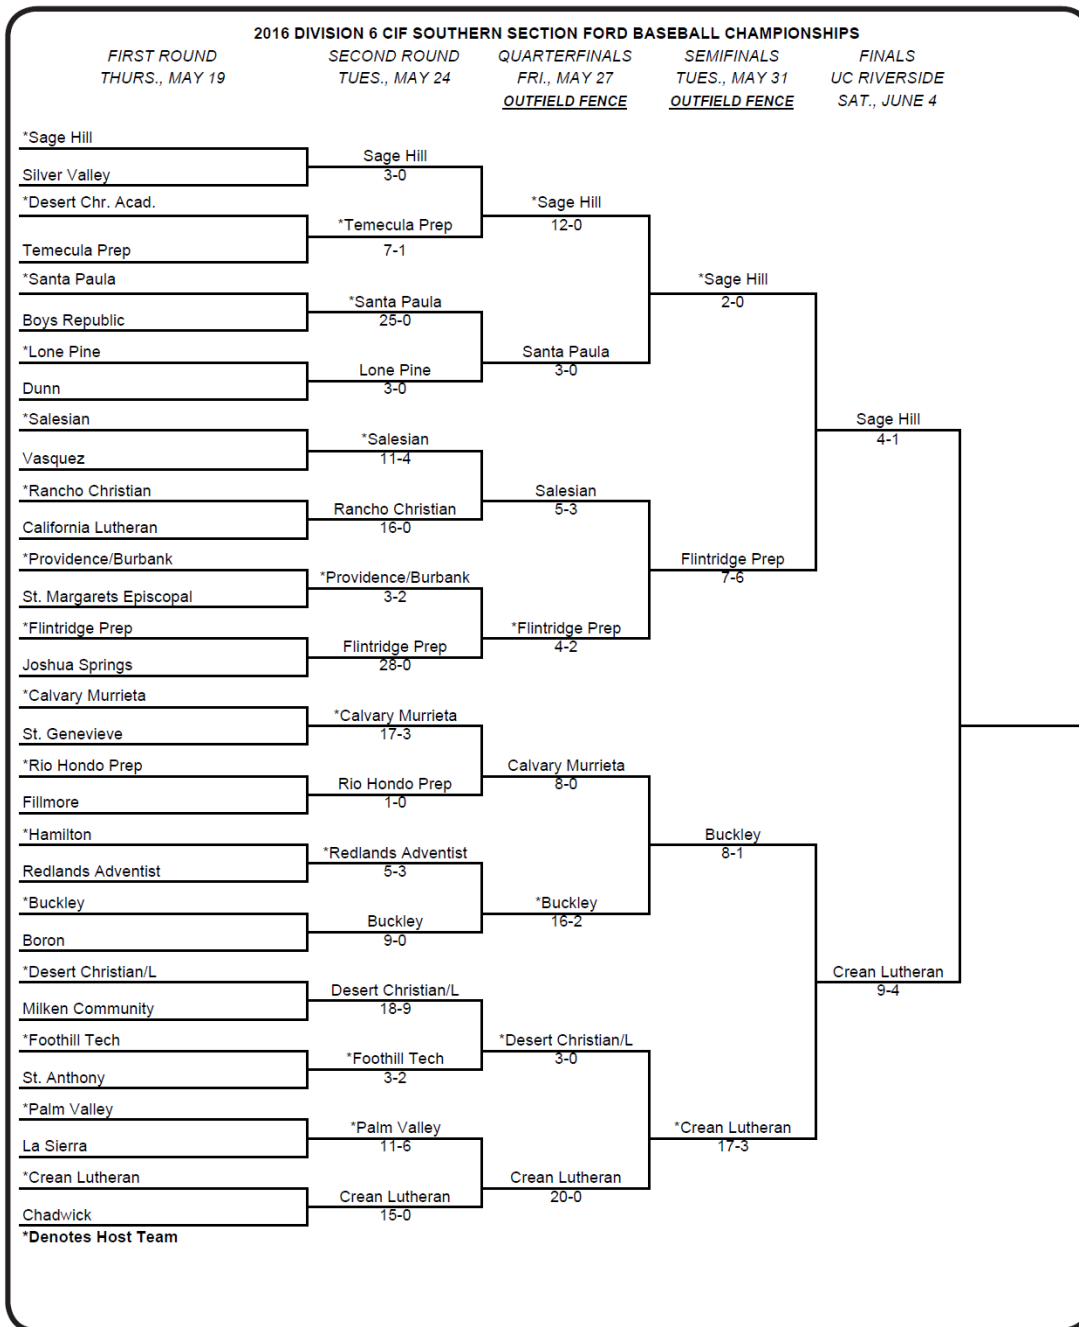 2016 DIVISION 6 CIF SOUTHERN SECTION FORD BASEBALL CHAMPIONSHIPS
FIRST ROUND SECOND ROUND QUARTERFINALS SEMIFINALS FINALS
THURS., MAY 19 TUES., MAY 24 FRI., MAY 27 TUES., MAY 31 UC RIVERSIDE
OUTFIELD FENCE OUTFIELD FENCE SAT., JUNE 4
*Sage Hill
Sage Hill
Silver Valley 3-0
*Desert Chr. Acad. *Sage Hill
*Temecula Prep 12-0
Temecula Prep 7-1
*Santa Paula *Sage Hill
*Santa Paula 2-0
Boys Republic 25-0
*Lone Pine Santa Paula
Lone Pine 3-0
Dunn 3-0
*Salesian Sage Hill
*Salesian 4-1
Vasquez 11-4
*Rancho Christian Salesian
Rancho Christian 5-3
California Lutheran 16-0
*Providence/Burbank Flintridge Prep
*Providence/Burbank 7-6
St. Margarets Episcopal 3-2
*Flintridge Prep *Flintridge Prep
Flintridge Prep 4-2
Joshua Springs 28-0
*Calvary Murrieta
*Calvary Murrieta
St. Genevieve 17-3
*Rio Hondo Prep Calvary Murrieta
Rio Hondo Prep 8-0
Fillmore 1-0
*Hamilton Buckley
*Redlands Adventist 8-1
Redlands Adventist 5-3
*Buckley *Buckley
Buckley 16-2
Boron 9-0
*Desert Christian/L Crean Lutheran
Desert Christian/L 9-4
Milken Community 18-9
*Foothill Tech *Desert Christian/L
*Foothill Tech 3-0
St. Anthony 3-2
*Palm Valley
*Palm Valley *Crean Lutheran
La Sierra 11-6 17-3
*Crean Lutheran Crean Lutheran
Crean Lutheran 20-0
Chadwick 15-0
*Denotes Host Team